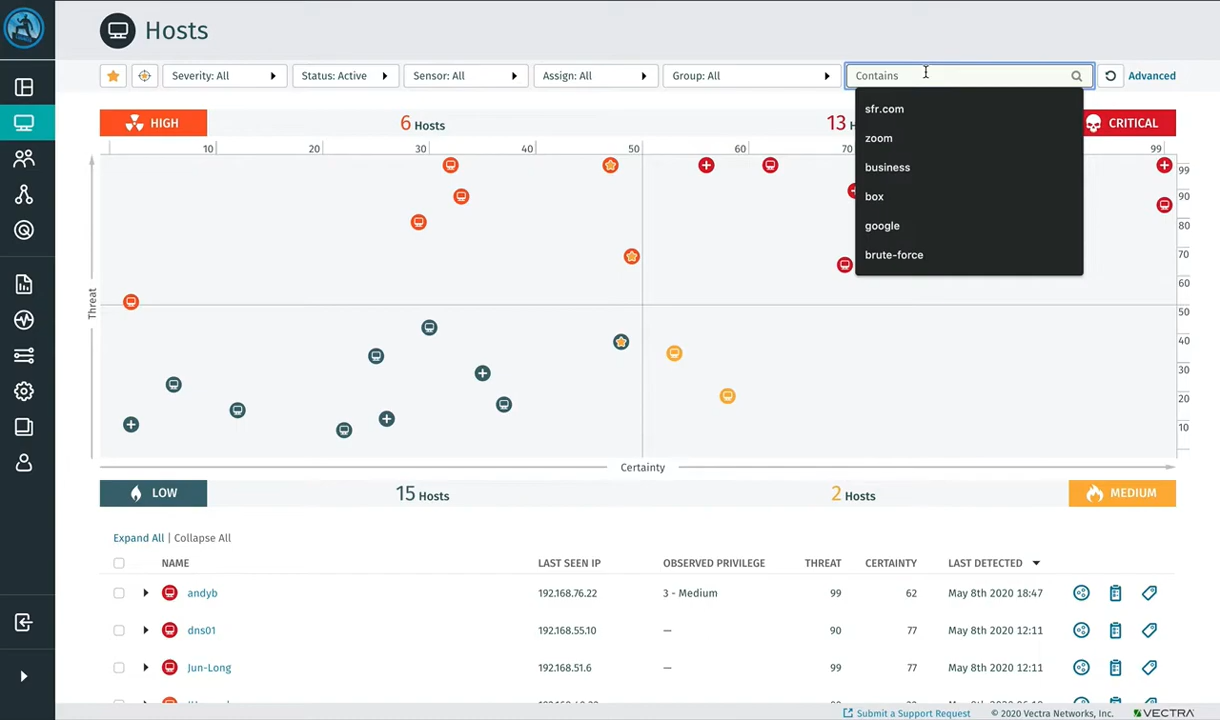 Hosts
Severity: All
Status: Active
Sensor: All
Assign: All
Group: All
Contains
Advanced
sfr.com
zoom
business
box
google
brute-force
HIGH
6 Hosts
13 H
CRITICAL
10 20 30 40 50 60 70 99
99
90
80
70
60
50
40
30
20
10
Threat
Certainty
LOW
15 Hosts
2 Hosts
MEDIUM
Expand All | Collapse All
NAME LAST SEEN IP OBSERVED PRIVILEGE THREAT CERTAINTY LAST DETECTED
andyb 192.168.76.22 3 - Medium 99 62 May 8th 2020 18:47
dns01 192.168.55.10 — 90 77 May 8th 2020 12:11
Jun-Long 192.168.51.6 — 99 77 May 8th 2020 12:11
Submit a Support Request © 2020 Vectra Networks, Inc. VECTRA